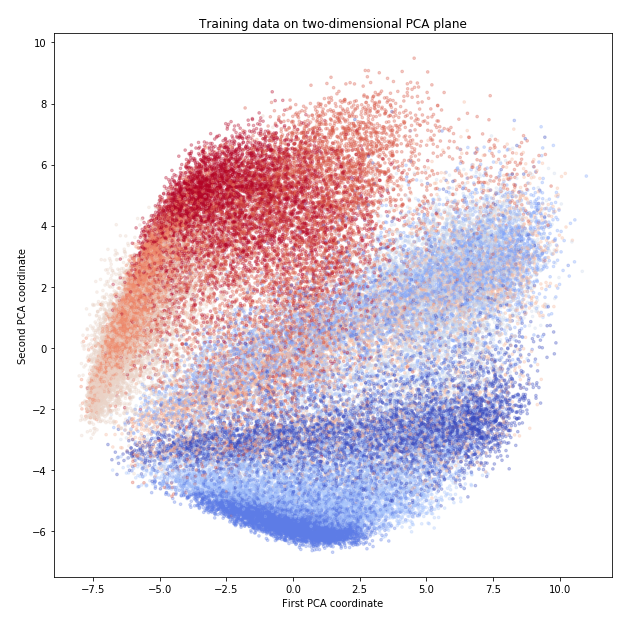 Training data on two-dimensional PCA plane
10
8
6
4
2
0
−2
−4
−6
Second PCA coordinate
−7.5 −5.0 −2.5 0.0 2.5 5.0 7.5 10.0
First PCA coordinate